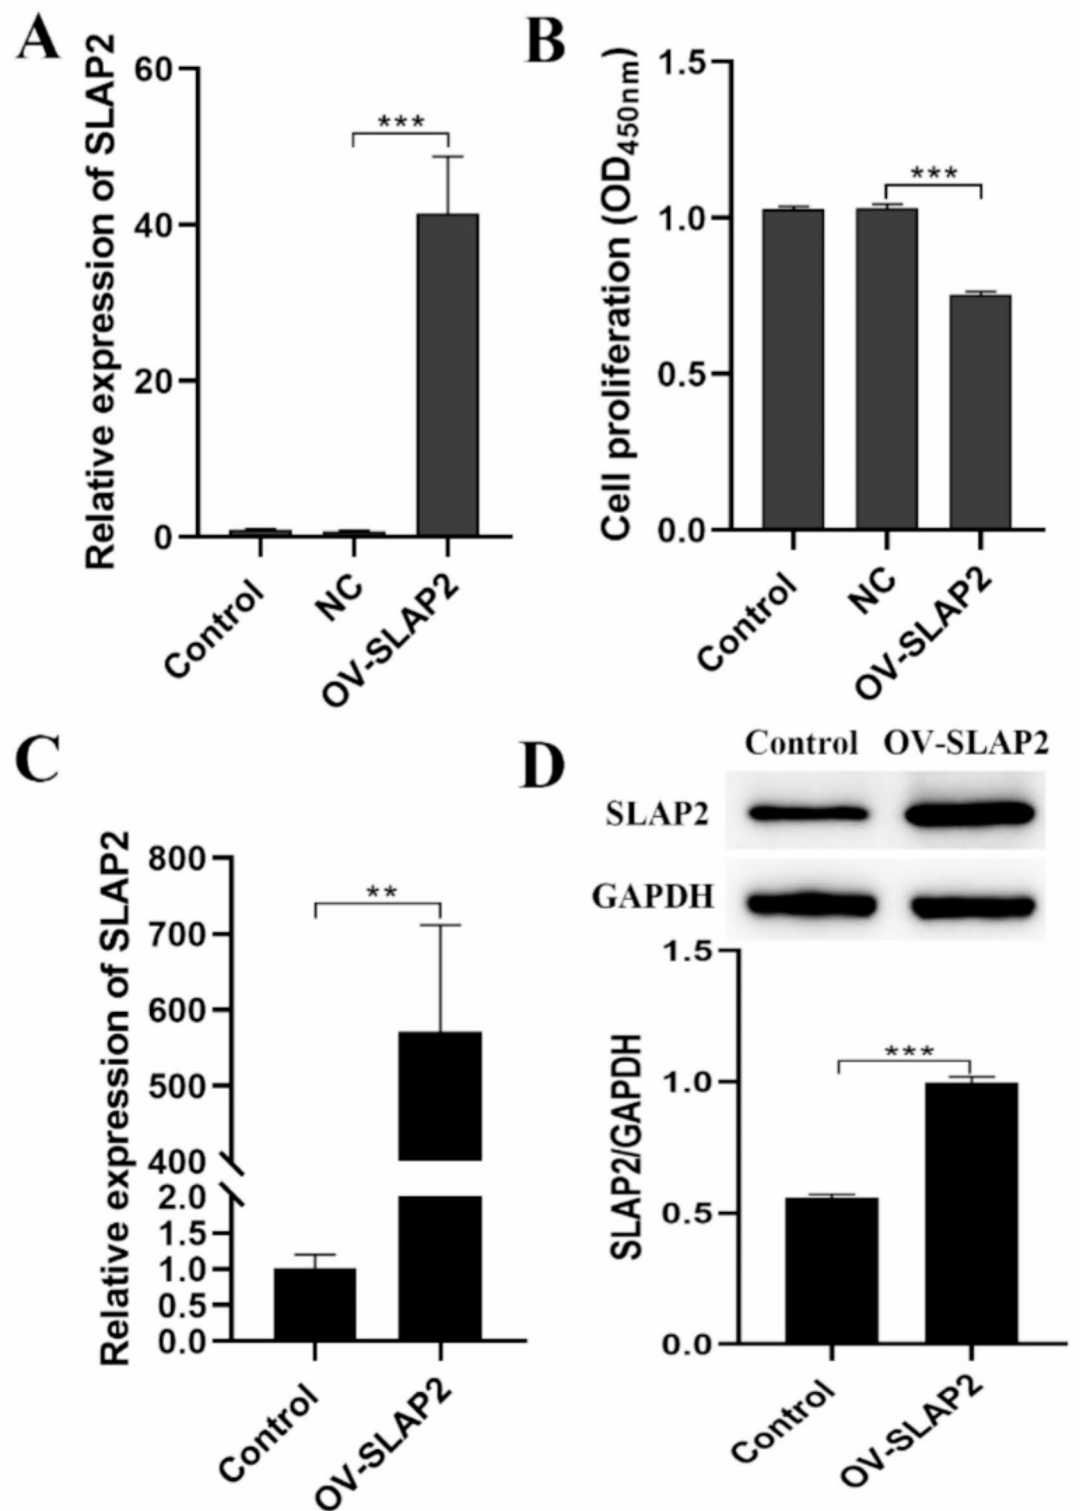 A
Relative expression of SLAP2
60
40
20
0
***
Control
NC
OV-SLAP2
B
Cell proliferation (OD450nm)
1.5
1.0
0.5
0.0
***
Control
NC
OV-SLAP2
C
Relative expression of SLAP2
800
700
600
500
400
2.0
1.5
1.0
0.5
0.0
**
Control
OV-SLAP2
D
Control OV-SLAP2
SLAP2
GAPDH
SLAP2/GAPDH
1.5
1.0
0.5
0.0
***
Control
OV-SLAP2